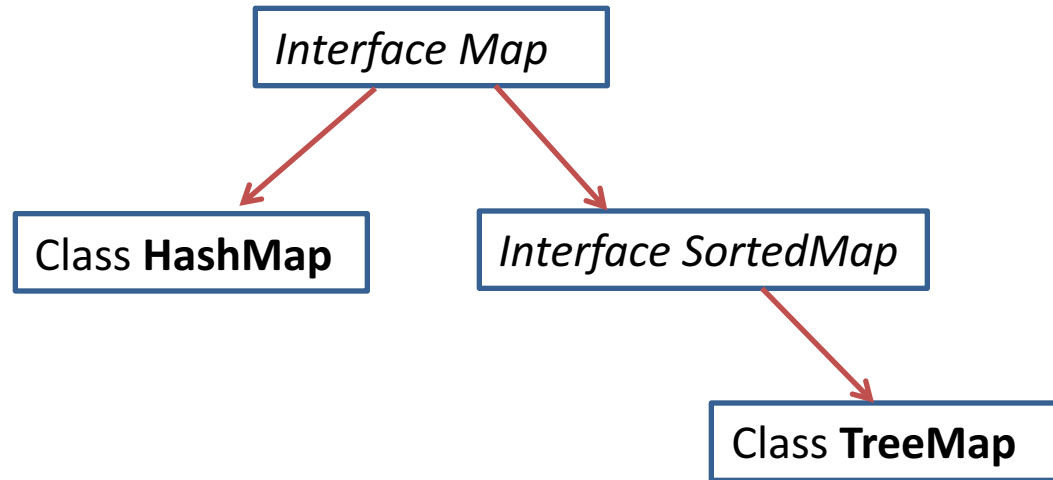 Interface Map
Class HashMap
Interface SortedMap
Class TreeMap